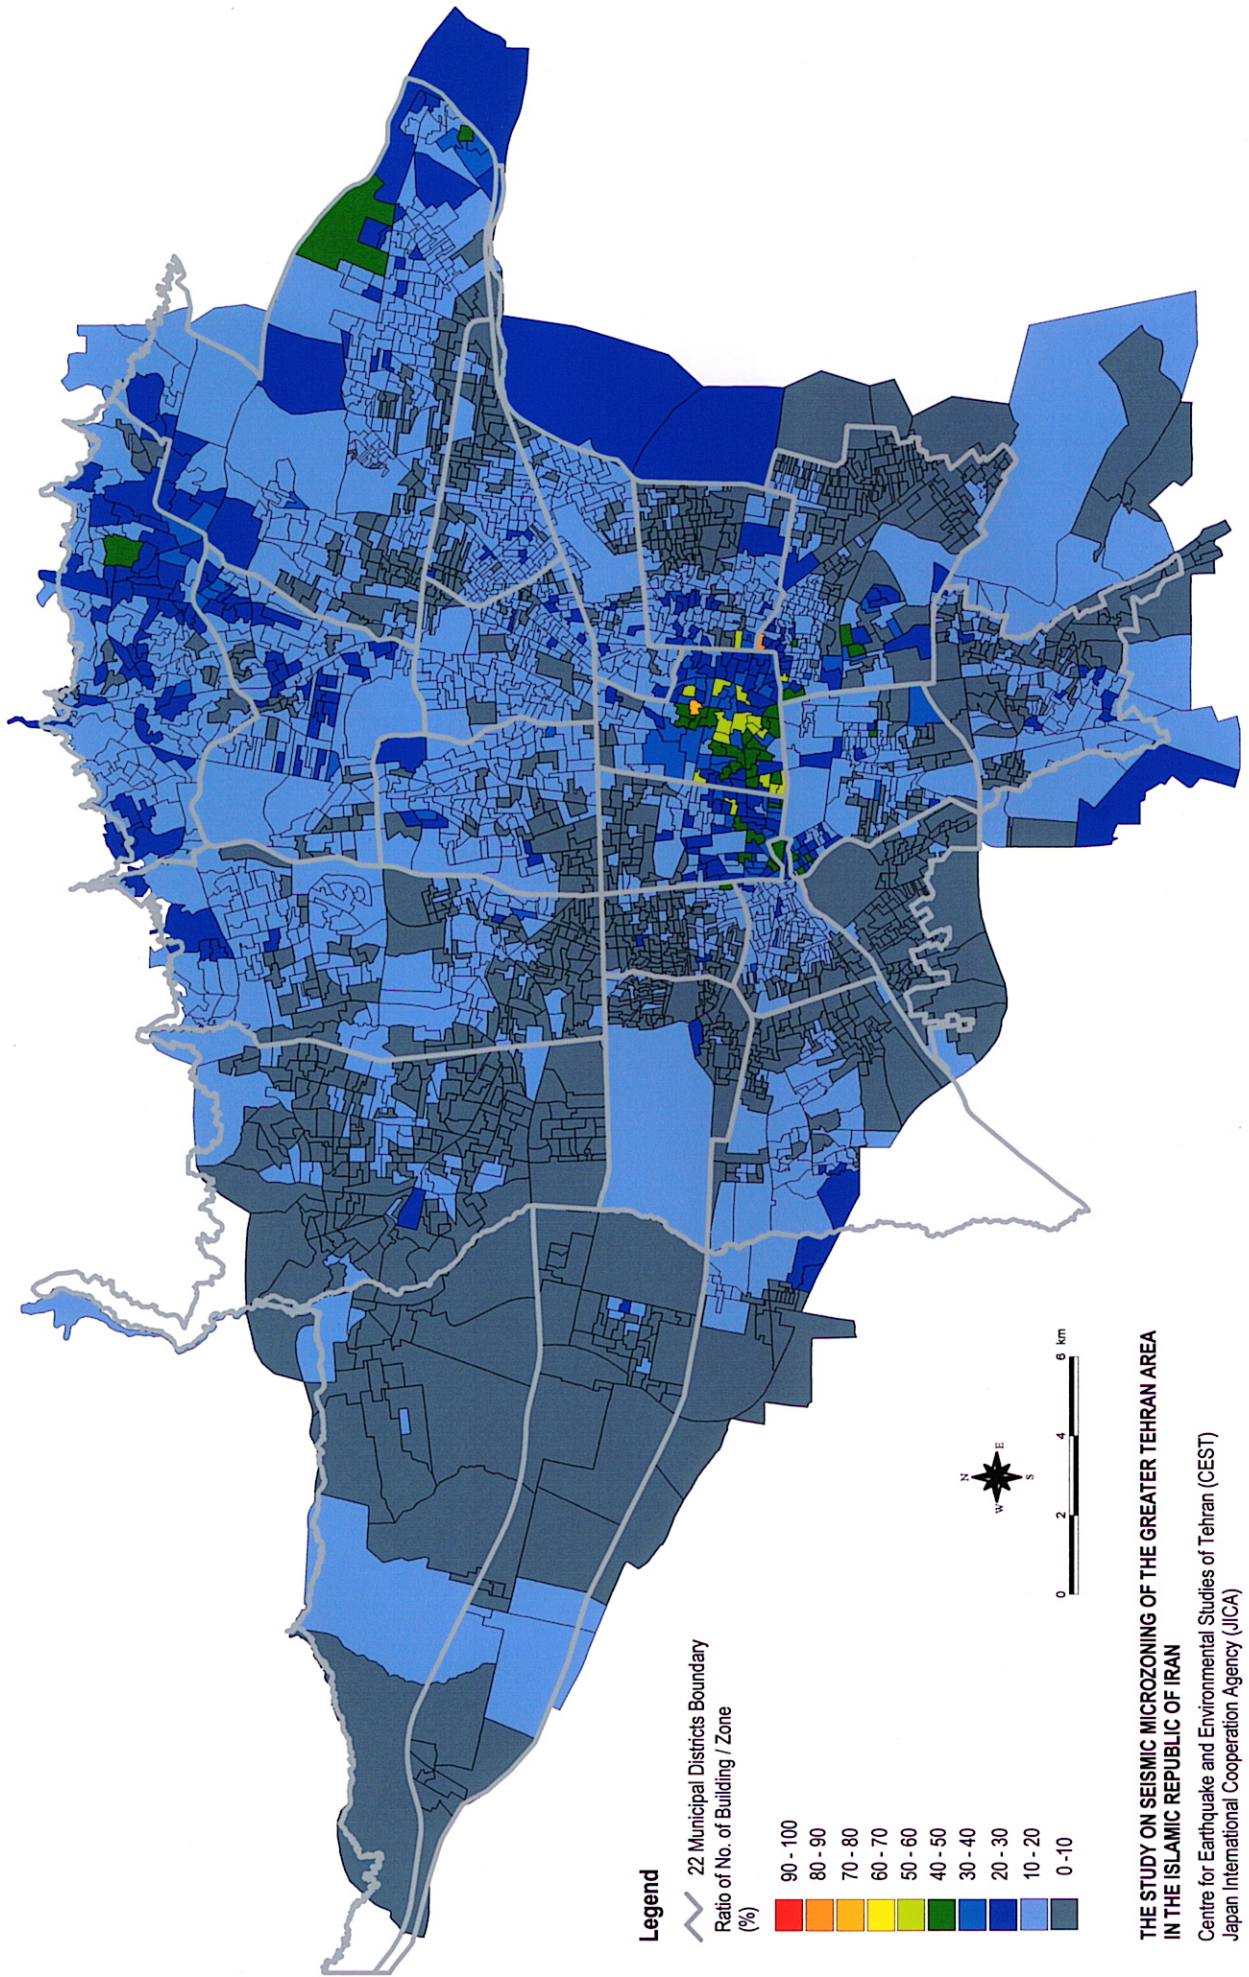 Legend
22 Municipal Districts Boundary
Ratio of No. of Building / Zone
(%)
90 - 100
80 - 90
70 - 80
60 - 70
50 - 60
40 - 50
30 - 40
20 - 30
10 - 20
0 -10
N
W
E
S
0 2 4 6 km
THE STUDY ON SEISMIC MICROZONING OF THE GREATER TEHRAN AREA
IN THE ISLAMIC REPUBLIC OF IRAN
Centre for Earthquake and Environmental Studies of Tehran (CEST)
Japan International Cooperation Agency (JICA)